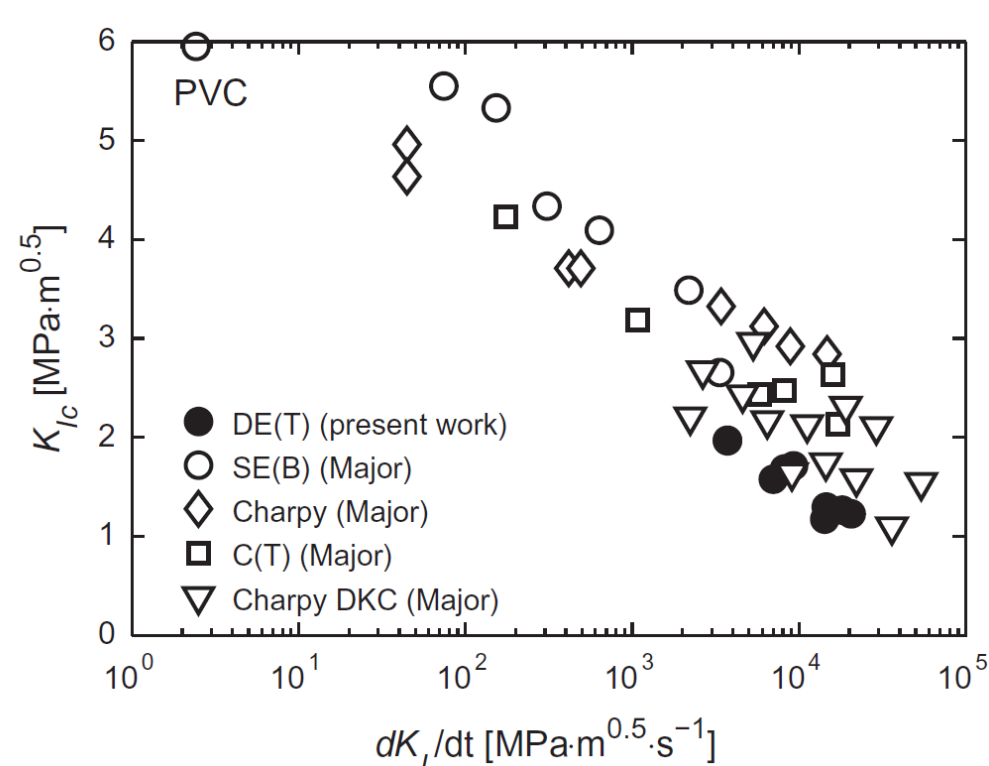 6
PVC
5
4
3
2
1
0
K_Ic [MPa·m^0.5]
DE(T) (present work)
SE(B) (Major)
Charpy (Major)
C(T) (Major)
Charpy DKC (Major)
10^0 10^1 10^2 10^3 10^4 10^5
dK_I/dt [MPa·m^0.5·s^−1]